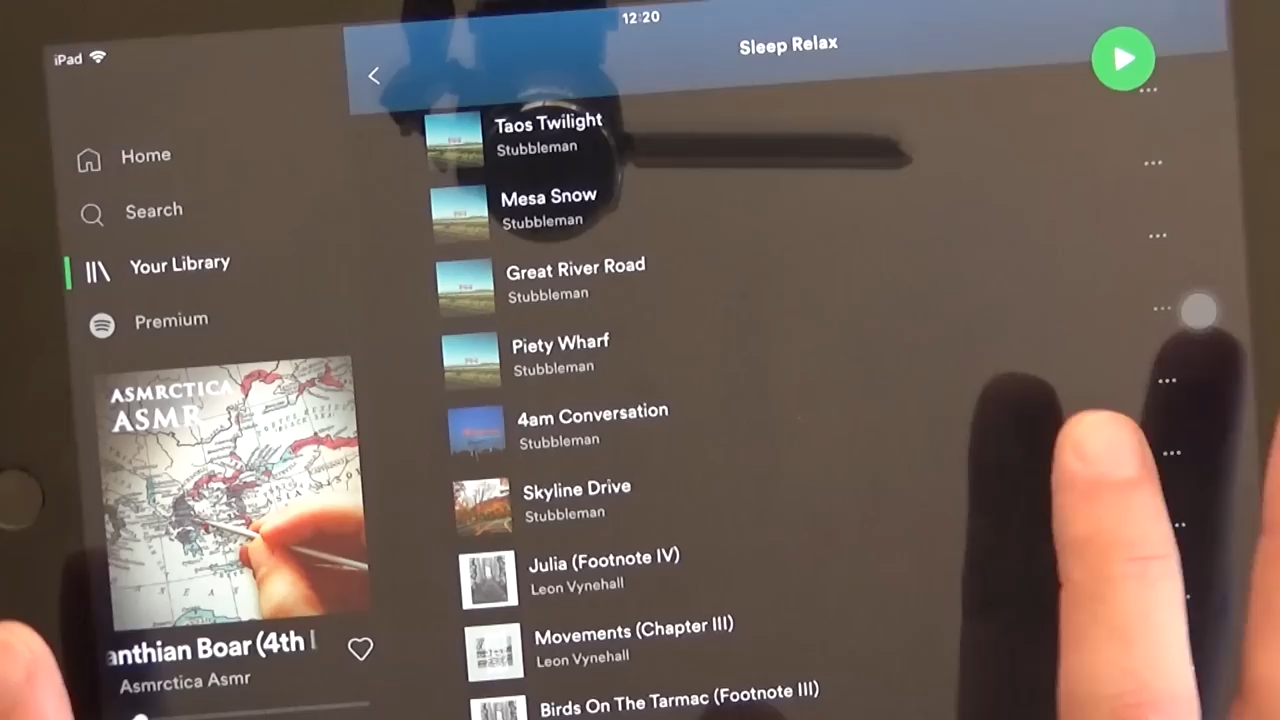 iPad
12:20
Sleep Relax
Home
Search
Your Library
Premium
ASMRCTICA
ASMR
anthian Boar (4th
Asmrctica Asmr
Taos Twilight
Stubbleman
Mesa Snow
Stubbleman
Great River Road
Stubbleman
Piety Wharf
Stubbleman
4am Conversation
Stubbleman
Skyline Drive
Stubbleman
Julia (Footnote IV)
Leon Vynehall
Movements (Chapter III)
Leon Vynehall
Birds On The Tarmac (Footnote III)